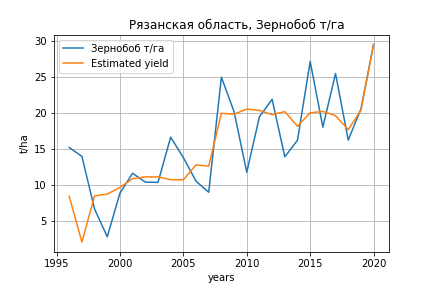 Рязанская область, Зернобоб т/га
Зернобоб т/га
Estimated yield
t/ha
30
25
20
15
10
5
1995 2000 2005 2010 2015 2020
years